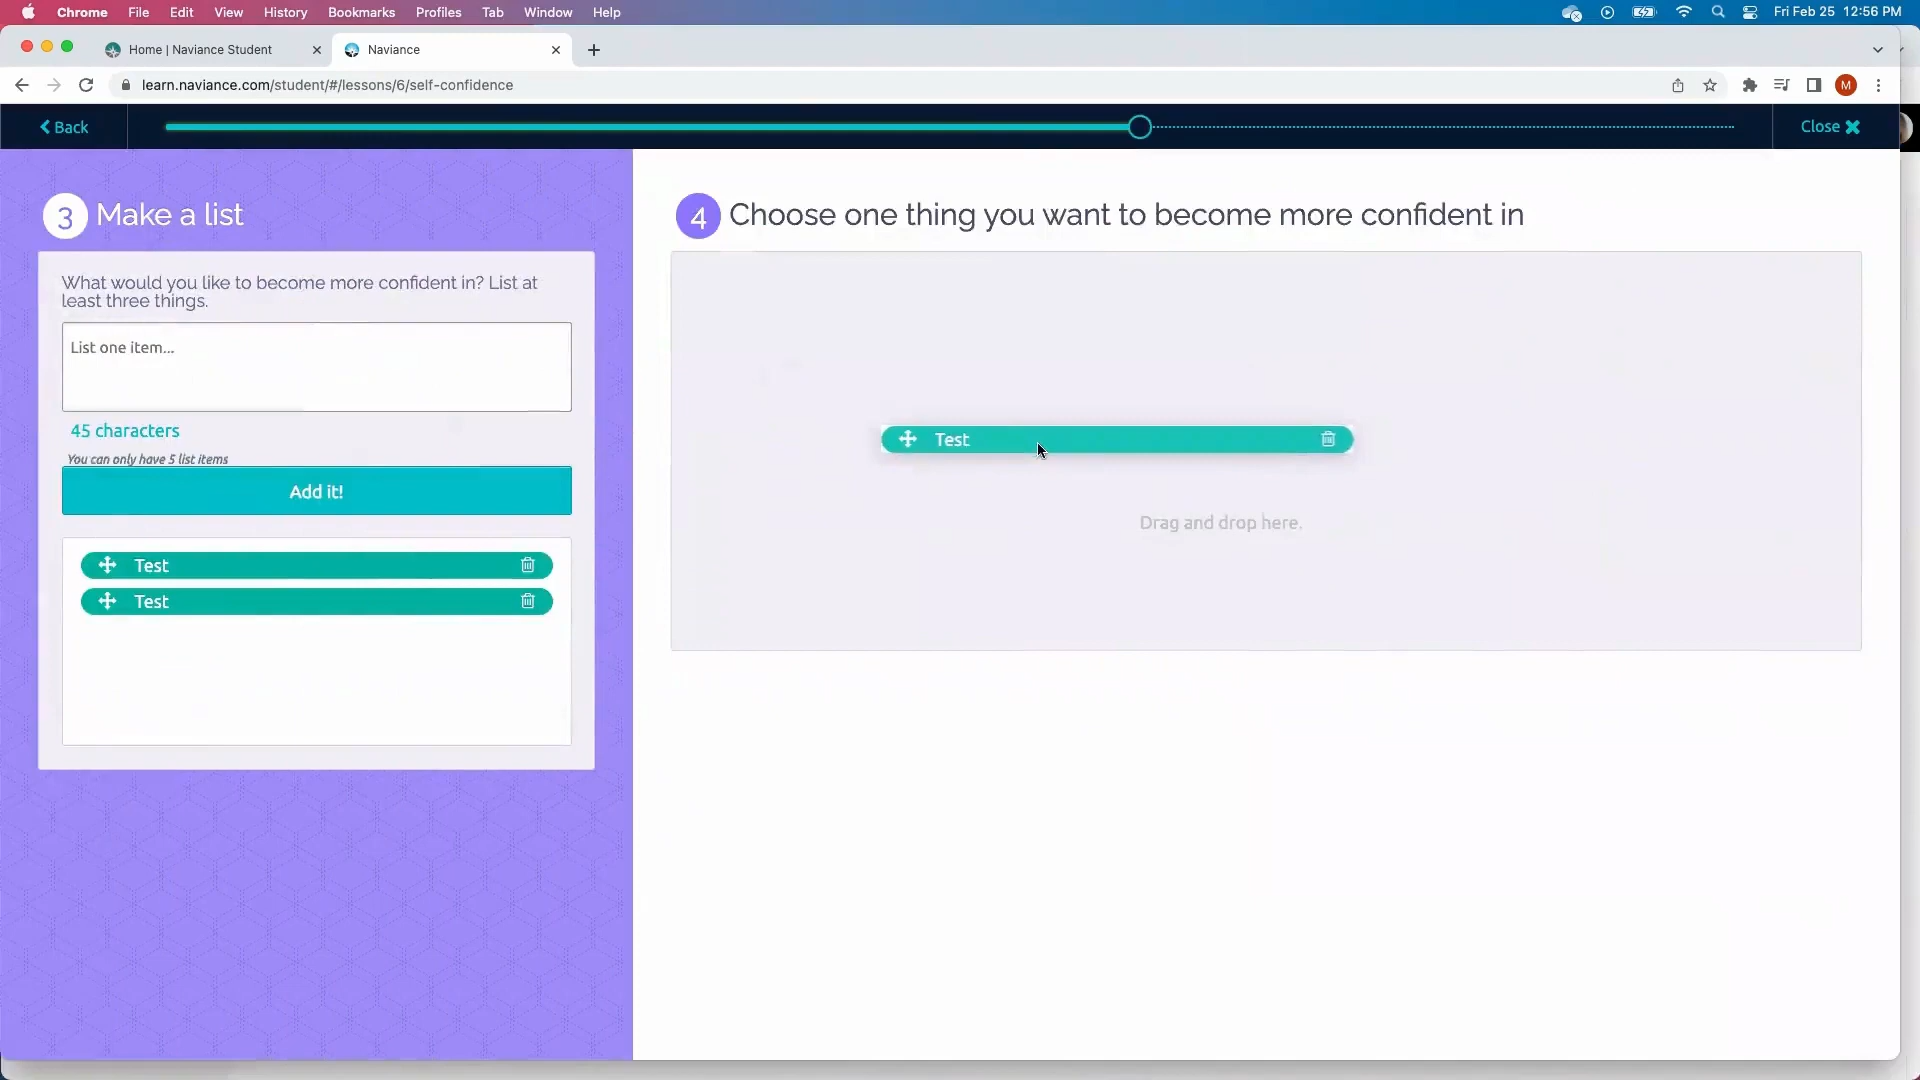 Chrome File Edit View History Bookmarks Profiles Tab Window Help
Fri Feb 25 12:56 PM
Home | Naviance Student
Naviance
learn.naviance.com/student/#/lessons/6/self-confidence
M
Back
Close
3 Make a list
What would you like to become more confident in? List at
least three things.
List one item...
45 characters
You can only have 5 list items
Add it!
Test
Test
4 Choose one thing you want to become more confident in
Test
Drag and drop here.